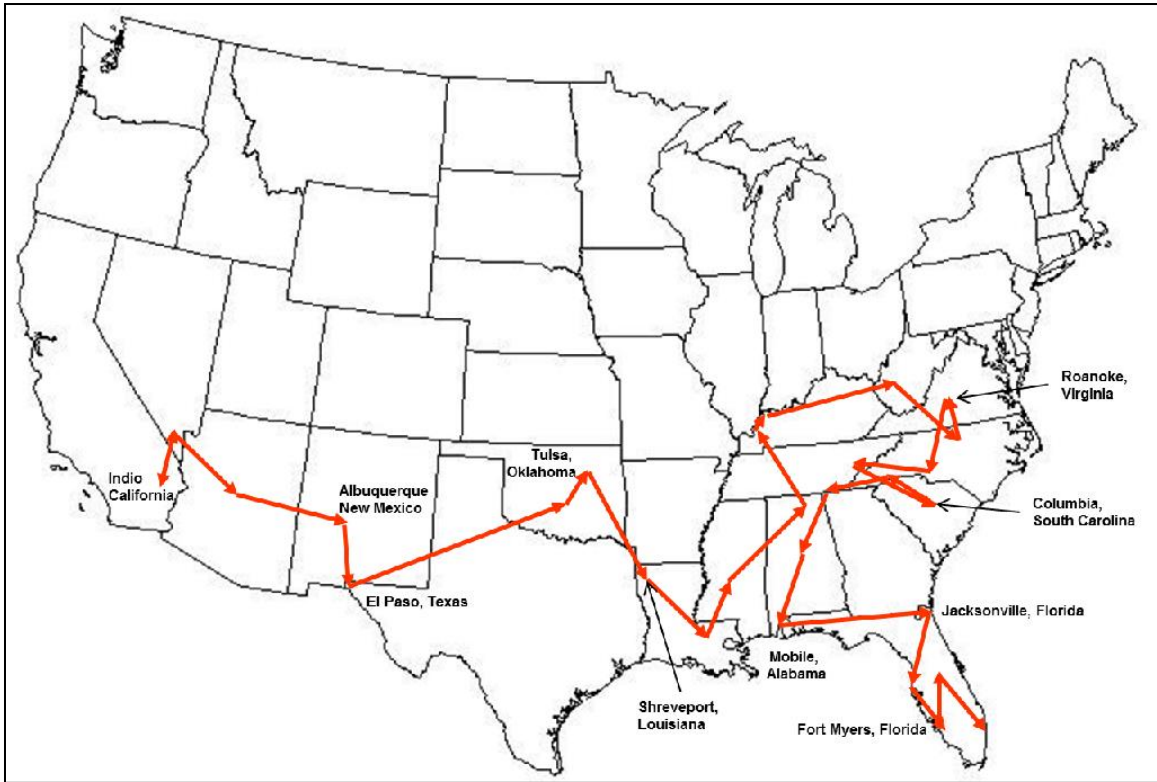 Roanoke,
Virginia
Tulsa,
Oklahoma
Indio
California
Albuquerque
New Mexico
Columbia,
South Carolina
El Paso, Texas
Jacksonville, Florida
Mobile,
Alabama
Shreveport,
Louisiana
Fort Myers, Florida